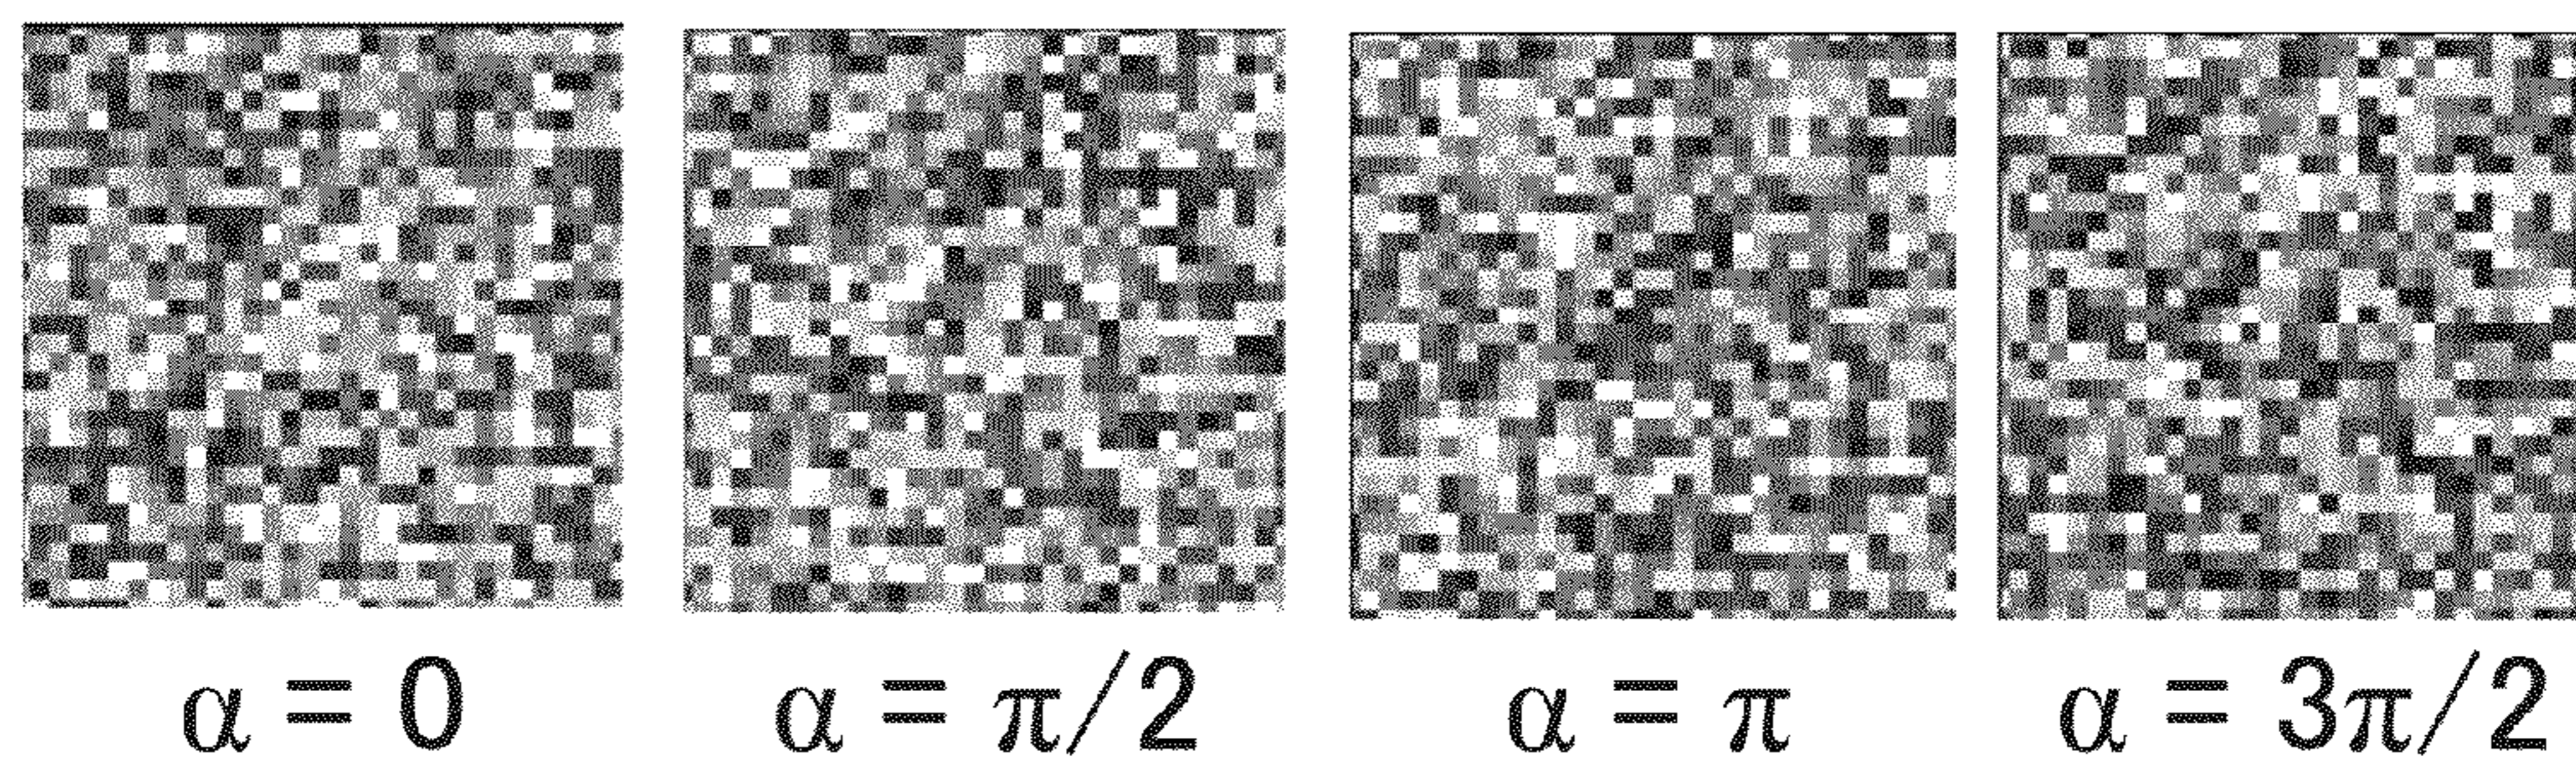 α = 0
α = π/2
α = π
α = 3π/2